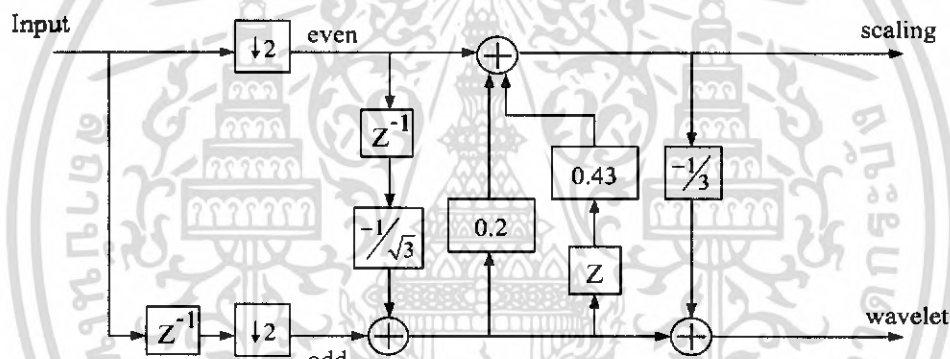 Input
↓2
even
+
scaling
Z⁻¹
0.43
-1/3
-1/√3
0.2
Z
Z⁻¹
↓2
odd
+
+
wavelet